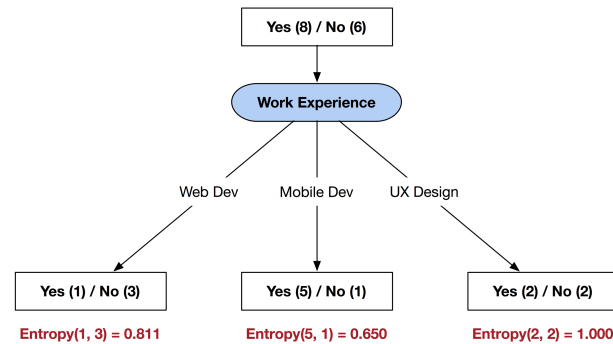 Yes (8) / No (6)
Work Experience
Web Dev
Mobile Dev
UX Design
Yes (1) / No (3)
Yes (5) / No (1)
Yes (2) / No (2)
Entropy(1, 3) = 0.811
Entropy(5, 1) = 0.650
Entropy(2, 2) = 1.000